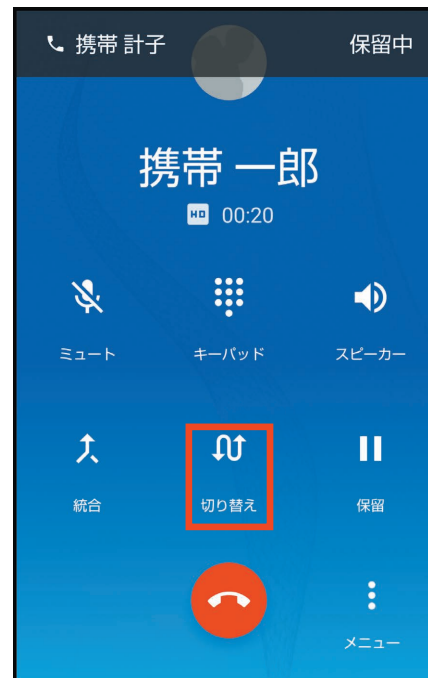 携帯 計子 保留中
携帯 一郎
HD 00:20
ミュート キーパッド スピーカー
統合 切り替え 保留
メニュー